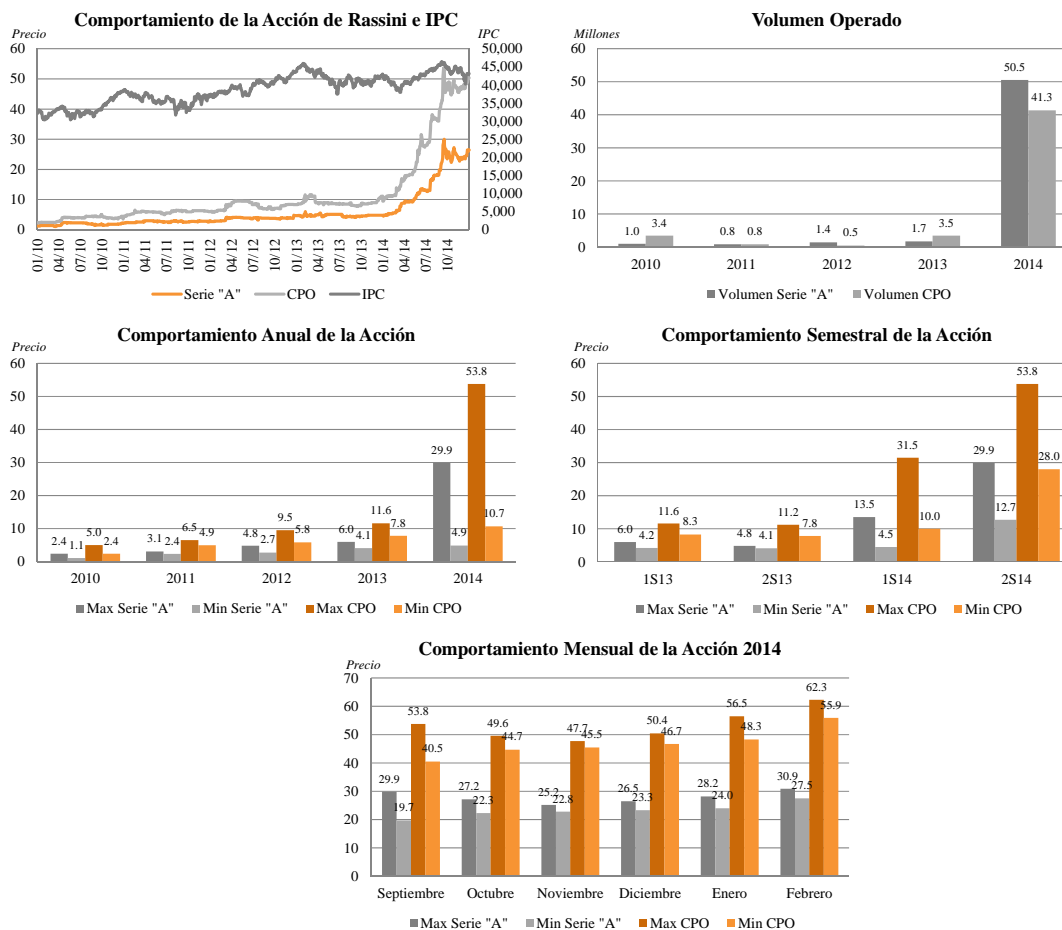 Comportamiento de la Acción de Rassini e IPC
Precio IPC
60 50,000
45,000
50 40,000
35,000
40 30,000
30 25,000
20,000
20 15,000
10,000
10 5,000
0 0
01/10 04/10 07/10 10/10 01/11 04/11 07/11 10/11 01/12 04/12 07/12 10/12 01/13 04/13 07/13 10/13 01/14 04/14 07/14 10/14
Serie "A" CPO IPC
Volumen Operado
Millones
60
50.5
50
41.3
40
30
20
10
1.0 3.4 0.8 0.8 1.4 0.5 1.7 3.5
0
2010 2011 2012 2013 2014
Volumen Serie "A" Volumen CPO
Comportamiento Anual de la Acción
Precio
60
53.8
50
40
29.9
30
20
10
2.4 1.1 5.0 2.4 3.1 2.4 6.5 4.9 4.8 2.7 9.5 5.8 6.0 4.1 11.6 7.8 4.9 10.7
0
2010 2011 2012 2013 2014
Max Serie "A" Min Serie "A" Max CPO Min CPO
Comportamiento Semestral de la Acción
Precio
60
53.8
50
40
31.5
29.9 28.0
30
20
13.5 12.7
10
6.0 4.2 11.6 8.3 4.8 4.1 11.2 7.8 4.5 10.0
0
1S13 2S13 1S14 2S14
Max Serie "A" Min Serie "A" Max CPO Min CPO
Comportamiento Mensual de la Acción 2014
Precio
70
60
50
40
30
20
10
0
29.9 19.7 53.8 40.5 27.2 22.3 49.6 44.7 25.2 22.8 47.7 45.5 26.5 23.3 50.4 46.7 28.2 24.0 56.5 48.3 30.9 27.5 62.3 55.9
Septiembre Octubre Noviembre Diciembre Enero Febrero
Max Serie "A" Min Serie "A" Max CPO Min CPO